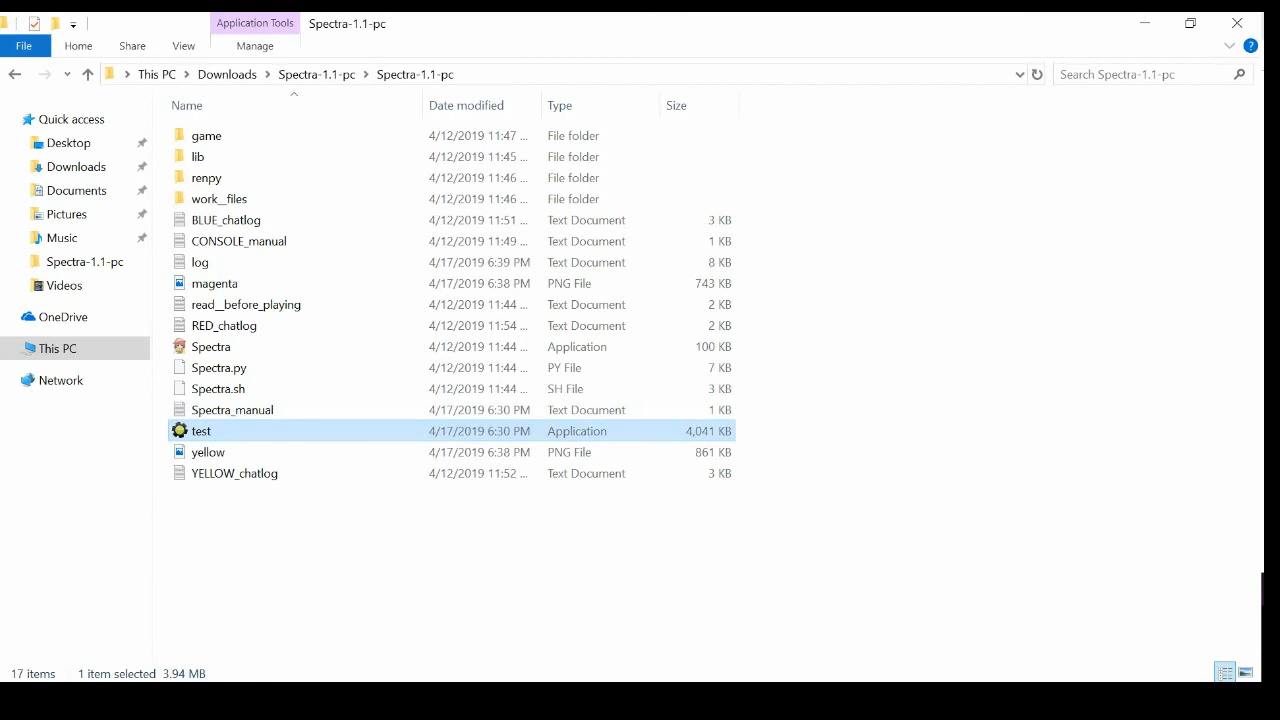 Application Tools Spectra-1.1-pc
File Home Share View Manage
This PC Downloads Spectra-1.1-pc Spectra-1.1-pc Search Spectra-1.1-pc
Name Date modified Type Size
Quick access
Desktop
Downloads
Documents
Pictures
Music
Spectra-1.1-pc
Videos
OneDrive
This PC
Network
game 4/12/2019 11:47 ... File folder
lib 4/12/2019 11:45 ... File folder
renpy 4/12/2019 11:46 ... File folder
work__files 4/12/2019 11:46 ... File folder
BLUE_chatlog 4/12/2019 11:51 ... Text Document 3 KB
CONSOLE_manual 4/12/2019 11:49 ... Text Document 1 KB
log 4/17/2019 6:39 PM Text Document 8 KB
magenta 4/17/2019 6:38 PM PNG File 743 KB
read__before_playing 4/12/2019 11:44 ... Text Document 2 KB
RED_chatlog 4/12/2019 11:54 ... Text Document 2 KB
Spectra 4/12/2019 11:44 ... Application 100 KB
Spectra.py 4/12/2019 11:44 ... PY File 7 KB
Spectra.sh 4/12/2019 11:44 ... SH File 3 KB
Spectra_manual 4/17/2019 6:30 PM Text Document 1 KB
test 4/17/2019 6:30 PM Application 4,041 KB
yellow 4/17/2019 6:38 PM PNG File 861 KB
YELLOW_chatlog 4/12/2019 11:52 ... Text Document 3 KB
17 items 1 item selected 3.94 MB